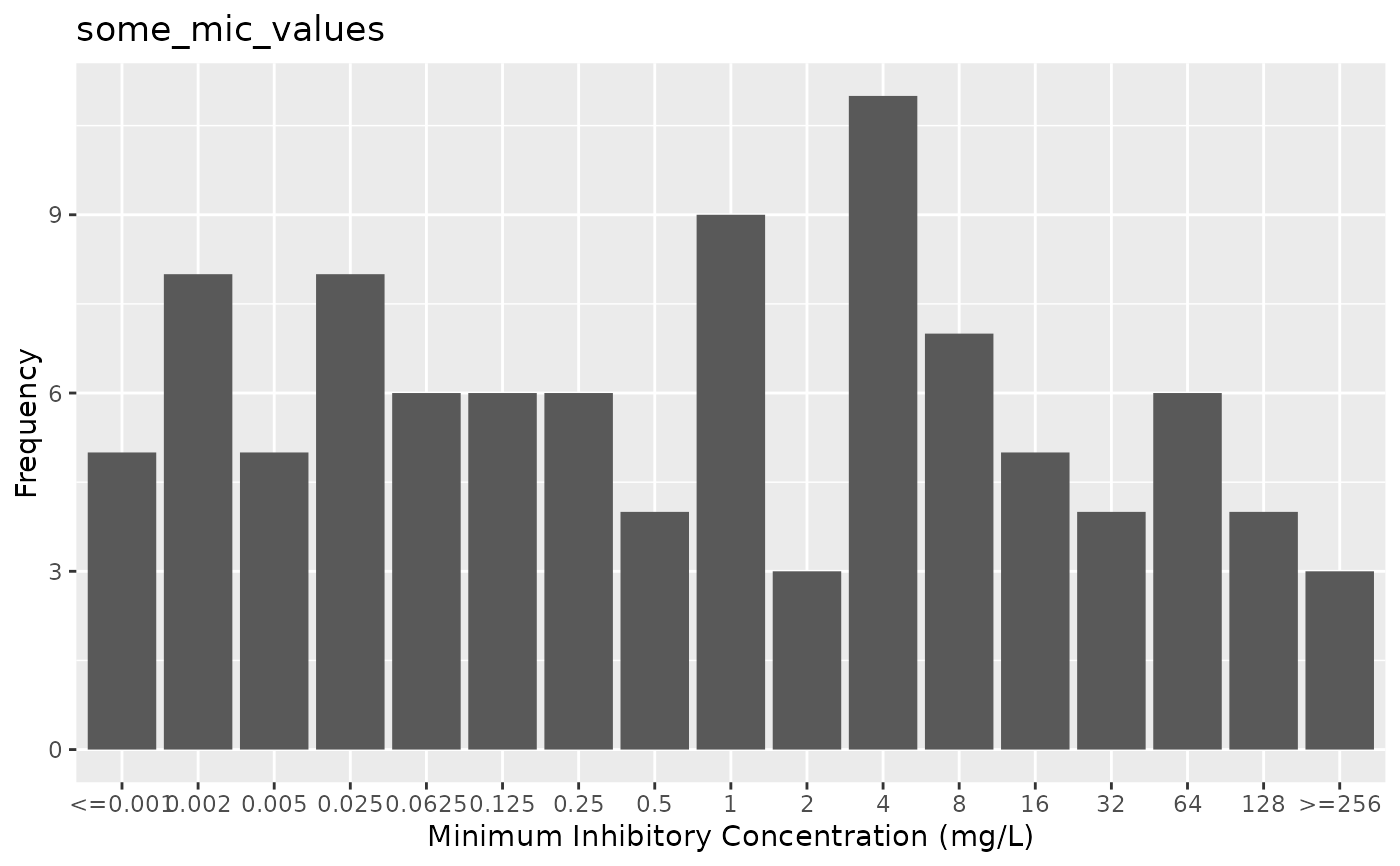 some_mic_values
Frequency
9
6
3
0
<=0.001 0.002 0.005 0.025 0.0625 0.125 0.25 0.5 1 2 4 8 16 32 64 128 >=256
Minimum Inhibitory Concentration (mg/L)